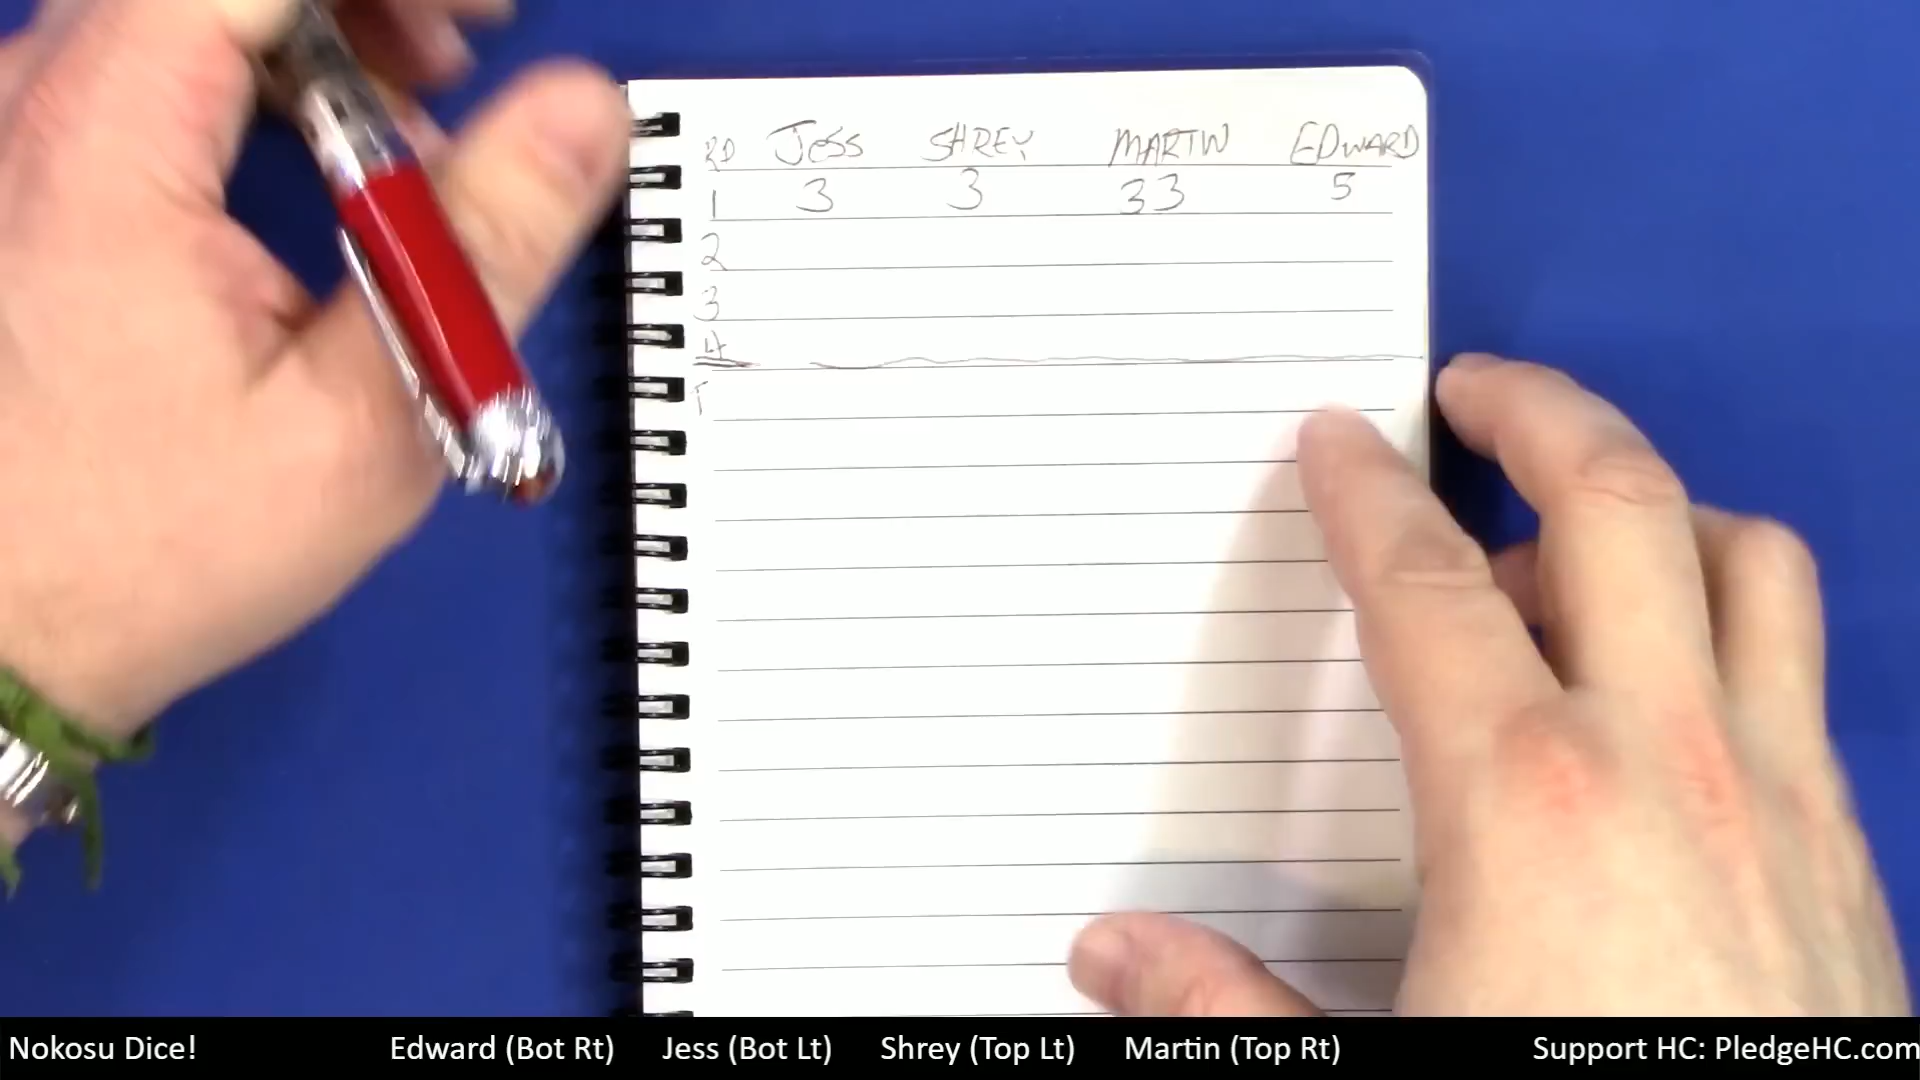 RD Jess SHREY MARTIN EDWARD
1 3 3 33 5
2
3
4
T
Nokosu Dice! Edward (Bot Rt) Jess (Bot Lt) Shrey (Top Lt) Martin (Top Rt) Support HC: PledgeHC.com